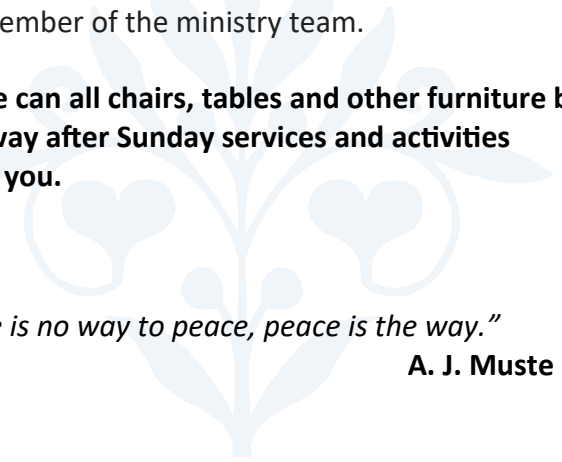 ember of the ministry team.
e can all chairs, tables and other furniture b
way after Sunday services and activities
you.
e is no way to peace, peace is the way.”
A. J. Muste